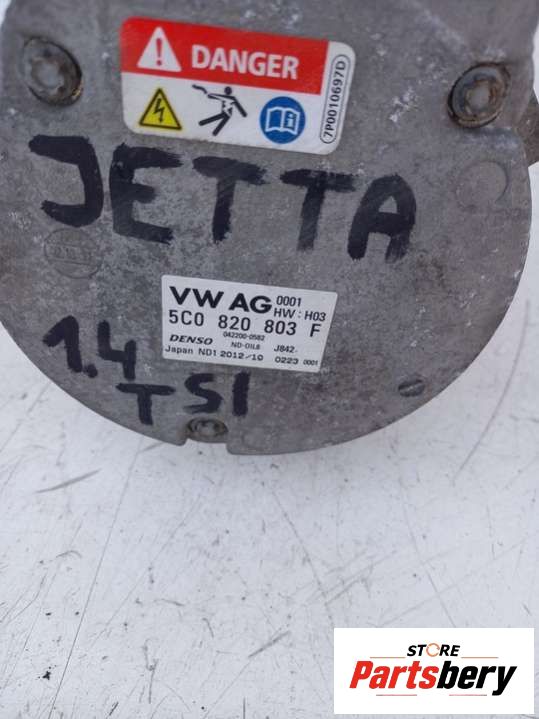 DANGER
7P0010697D
JETTA
VW AG 0001
HW: H03
5C0 820 803 F
042200-0582
DENSO ND-OIL8 J842.
Japan ND1 2012/10 0223 0001
1.4
TSI
STORE
Partsbery